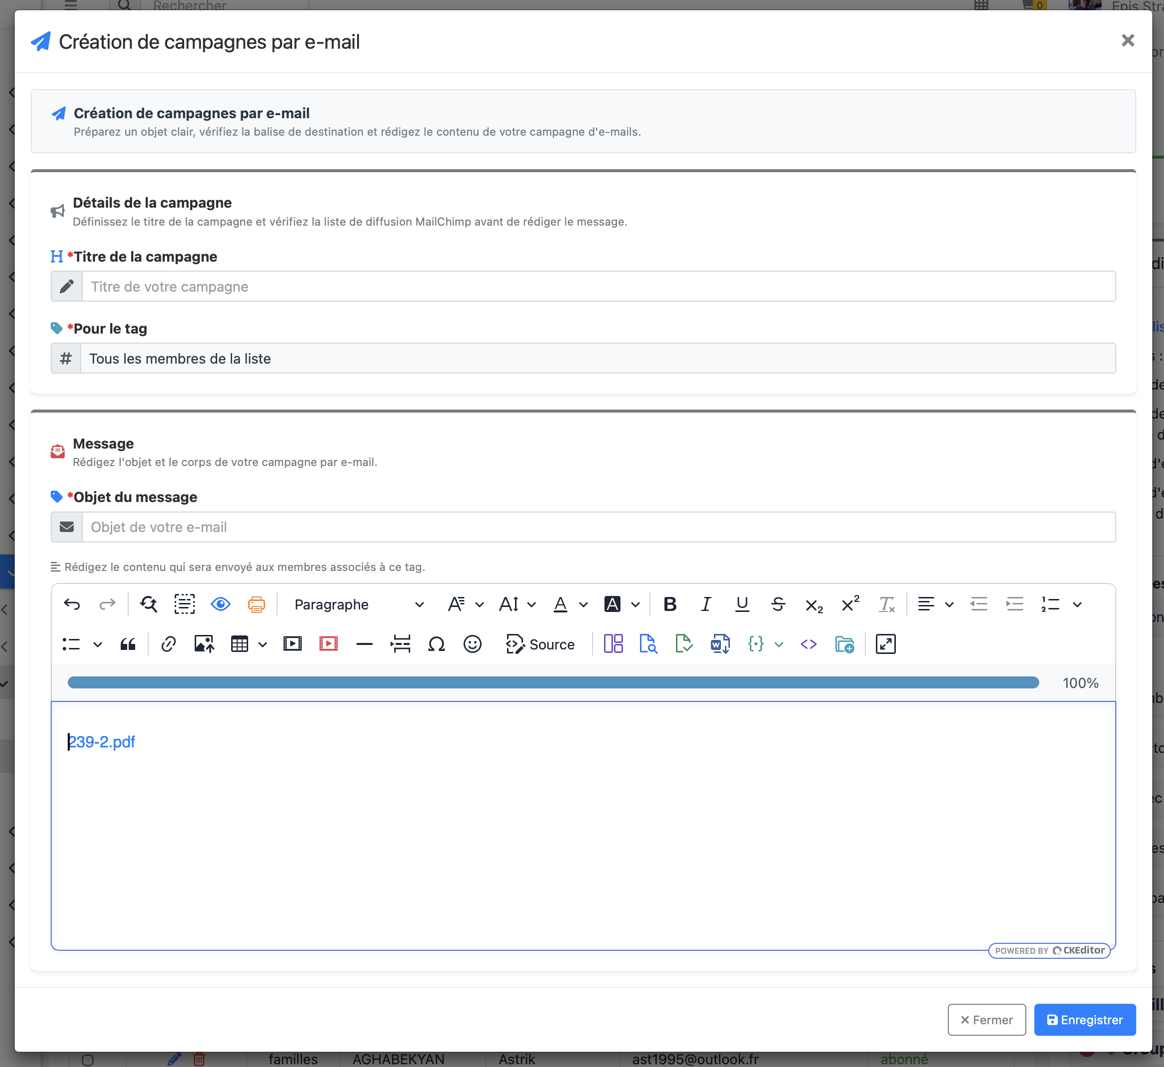 Rechercher
0
Epis Stra
Création de campagnes par e-mail
×
Création de campagnes par e-mail
Préparez un objet clair, vérifiez la balise de destination et rédigez le contenu de votre campagne d'e-mails.
Détails de la campagne
Définissez le titre de la campagne et vérifiez la liste de diffusion MailChimp avant de rédiger le message.
*Titre de la campagne
Titre de votre campagne
*Pour le tag
# Tous les membres de la liste
Message
Rédigez l'objet et le corps de votre campagne par e-mail.
*Objet du message
Objet de votre e-mail
Rédigez le contenu qui sera envoyé aux membres associés à ce tag.
Paragraphe
Source
100%
239-2.pdf
POWERED BY CKEditor
× Fermer
Enregistrer
familles AGHABEKYAN Astrik ast1995@outlook.fr abonné